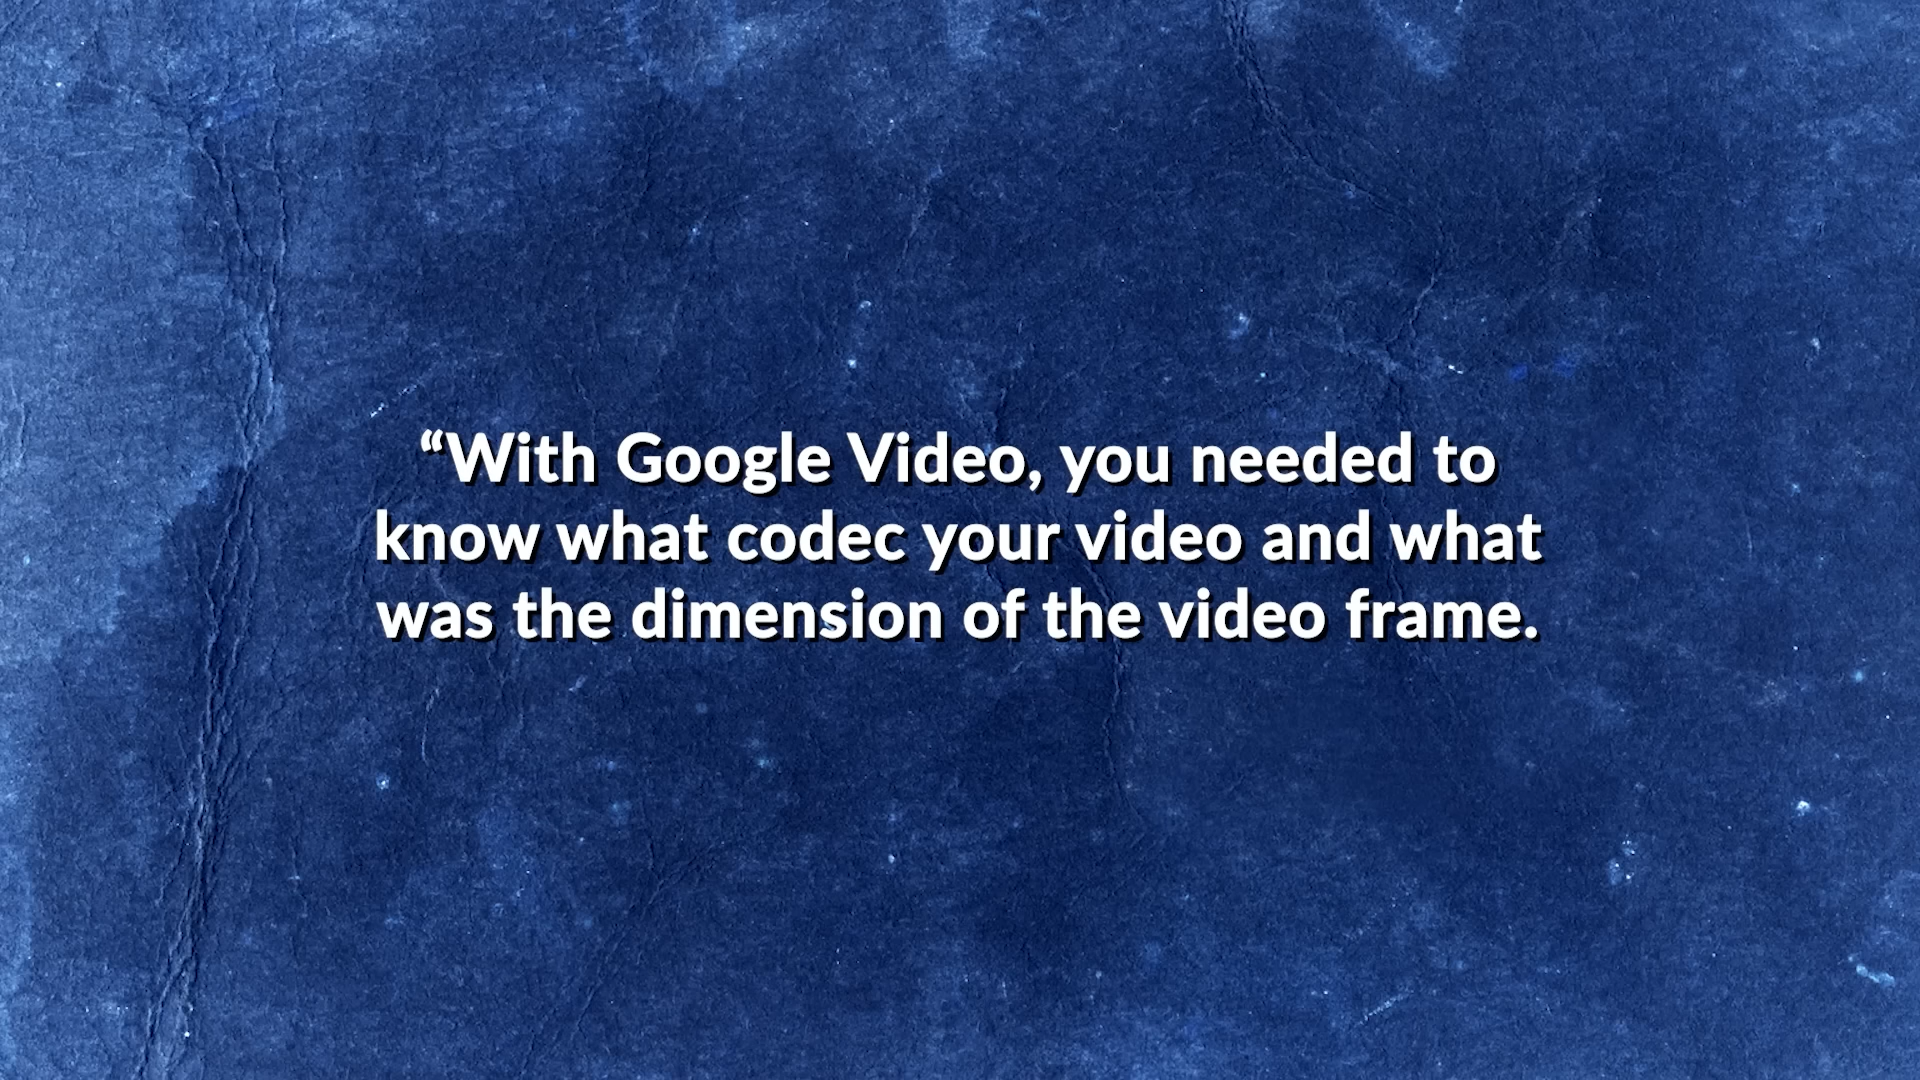 “With Google Video, you needed to
know what codec your video and what
was the dimension of the video frame.